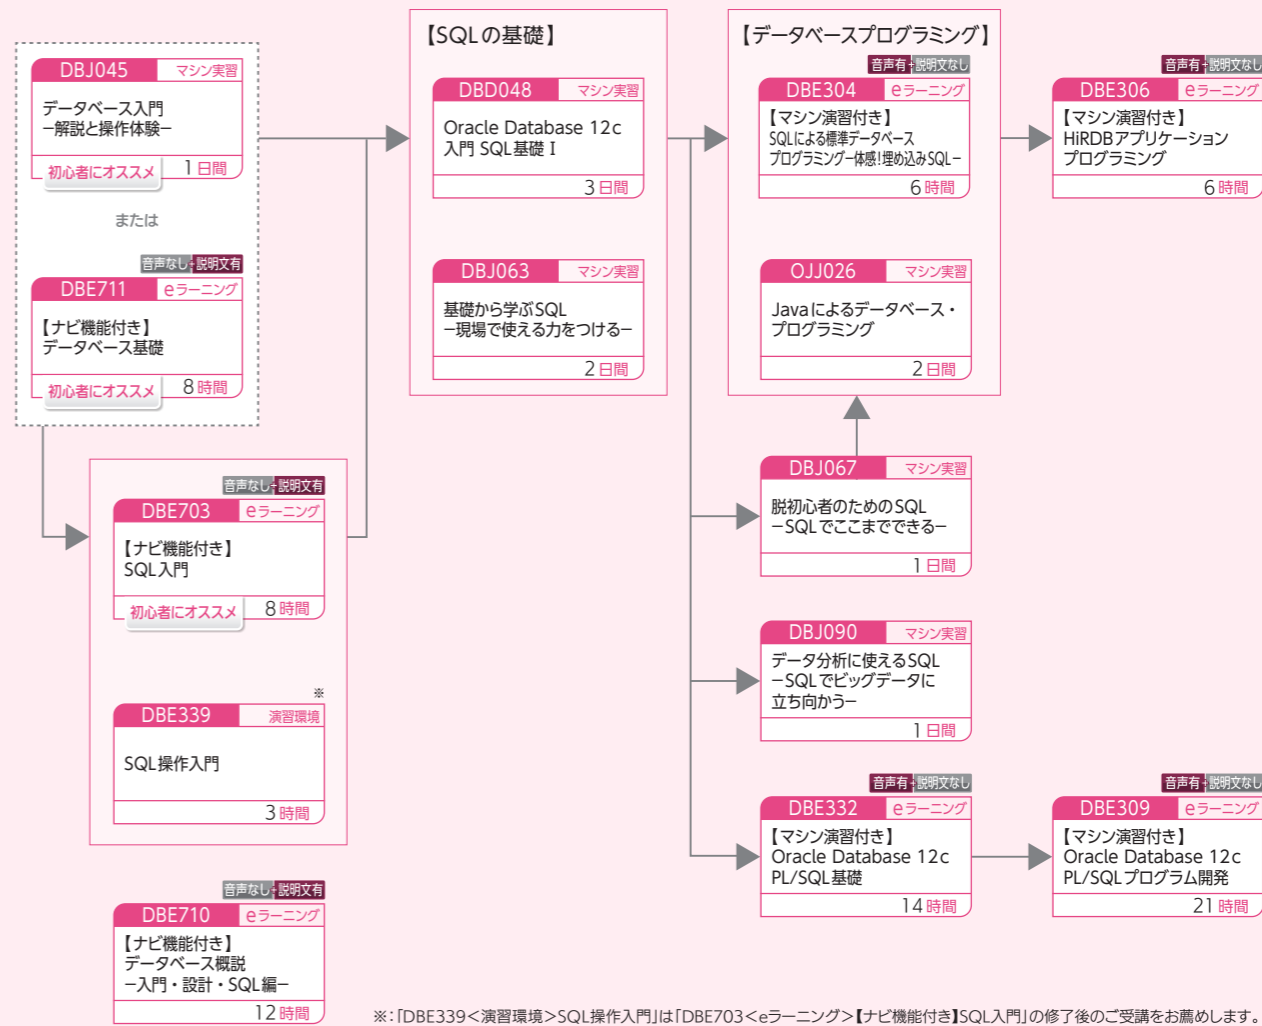 DBJ045 マシン実習
データベース入門
−解説と操作体験−
初心者にオススメ 1日間
または
音声なし+説明文有
DBE711 eラーニング
【ナビ機能付き】
データベース基礎
初心者にオススメ 8時間
音声なし+説明文有
DBE703 eラーニング
【ナビ機能付き】
SQL入門
初心者にオススメ 8時間
※
DBE339 演習環境
SQL操作入門
3時間
音声なし+説明文有
DBE710 eラーニング
【ナビ機能付き】
データベース概説
−入門・設計・SQL編−
12時間
【SQLの基礎】
DBD048 マシン実習
Oracle Database 12c
入門 SQL基礎 I
3日間
DBJ063 マシン実習
基礎から学ぶSQL
−現場で使える力をつける−
2日間
【データベースプログラミング】
音声有+説明文なし
DBE304 eラーニング
【マシン演習付き】
SQLによる標準データベース
プログラミング−体感!埋め込みSQL−
6時間
OJJ026 マシン実習
Javaによるデータベース・
プログラミング
2日間
DBJ067 マシン実習
脱初心者のためのSQL
−SQLでここまでできる−
1日間
DBJ090 マシン実習
データ分析に使えるSQL
−SQLでビッグデータに
立ち向かう−
1日間
音声有+説明文なし
DBE332 eラーニング
【マシン演習付き】
Oracle Database 12c
PL/SQL基礎
14時間
音声有+説明文なし
DBE306 eラーニング
【マシン演習付き】
HiRDBアプリケーション
プログラミング
6時間
音声有+説明文なし
DBE309 eラーニング
【マシン演習付き】
Oracle Database 12c
PL/SQLプログラム開発
21時間
※:「DBE339<演習環境>SQL操作入門」は「DBE703<eラーニング>【ナビ機能付き】SQL入門」の修了後のご受講をお薦めします。